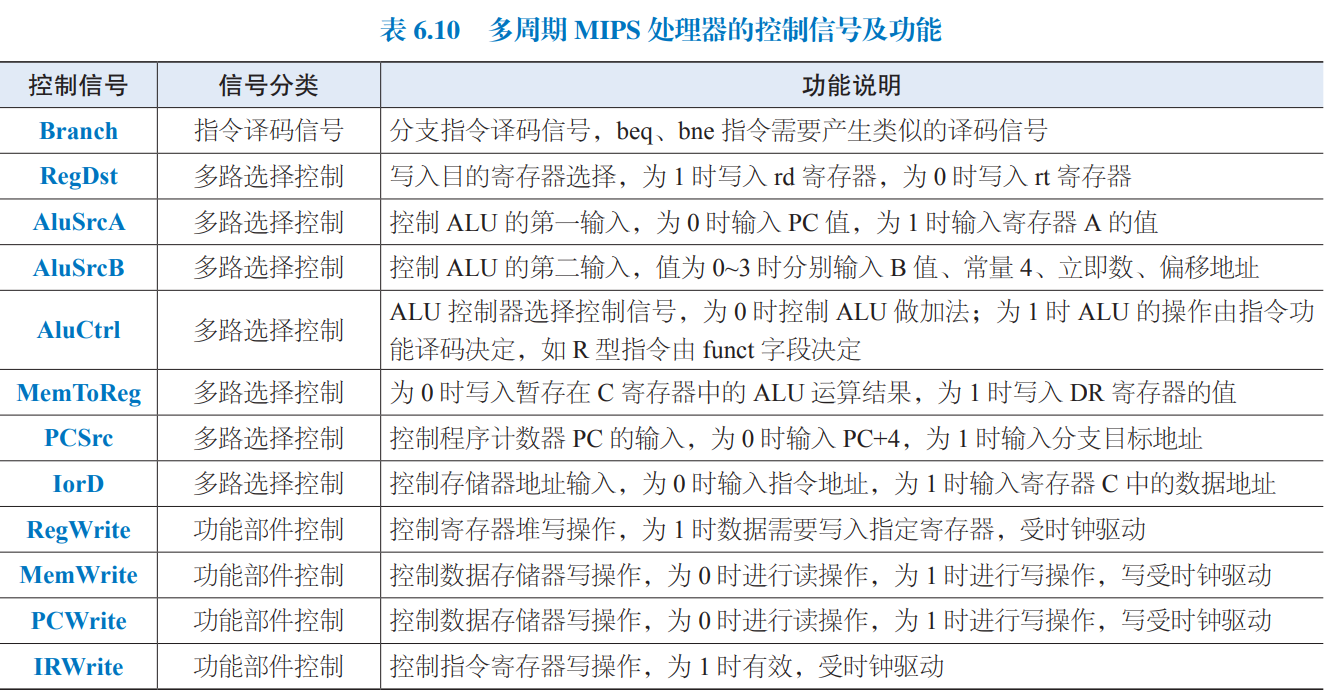 表 6.10 多周期 MIPS 处理器的控制信号及功能
控制信号 信号分类 功能说明
Branch 指令译码信号 分支指令译码信号，beq、bne 指令需要产生类似的译码信号
RegDst 多路选择控制 写入目的寄存器选择，为 1 时写入 rd 寄存器，为 0 时写入 rt 寄存器
AluSrcA 多路选择控制 控制 ALU 的第一输入，为 0 时输入 PC 值，为 1 时输入寄存器 A 的值
AluSrcB 多路选择控制 控制 ALU 的第二输入，值为 0~3 时分别输入 B 值、常量 4、立即数、偏移地址
AluCtrl 多路选择控制 ALU 控制器选择控制信号，为 0 时控制 ALU 做加法；为 1 时 ALU 的操作由指令功
能译码决定，如 R 型指令由 funct 字段决定
MemToReg 多路选择控制 为 0 时写入暂存在 C 寄存器中的 ALU 运算结果，为 1 时写入 DR 寄存器的值
PCSrc 多路选择控制 控制程序计数器 PC 的输入，为 0 时输入 PC+4，为 1 时输入分支目标地址
IorD 多路选择控制 控制存储器地址输入，为 0 时输入指令地址，为 1 时输入寄存器 C 中的数据地址
RegWrite 功能部件控制 控制寄存器堆写操作，为 1 时数据需要写入指定寄存器，受时钟驱动
MemWrite 功能部件控制 控制数据存储器写操作，为 0 时进行读操作，为 1 时进行写操作，写受时钟驱动
PCWrite 功能部件控制 控制数据存储器写操作，为 0 时进行读操作，为 1 时进行写操作，写受时钟驱动
IRWrite 功能部件控制 控制指令寄存器写操作，为 1 时有效，受时钟驱动